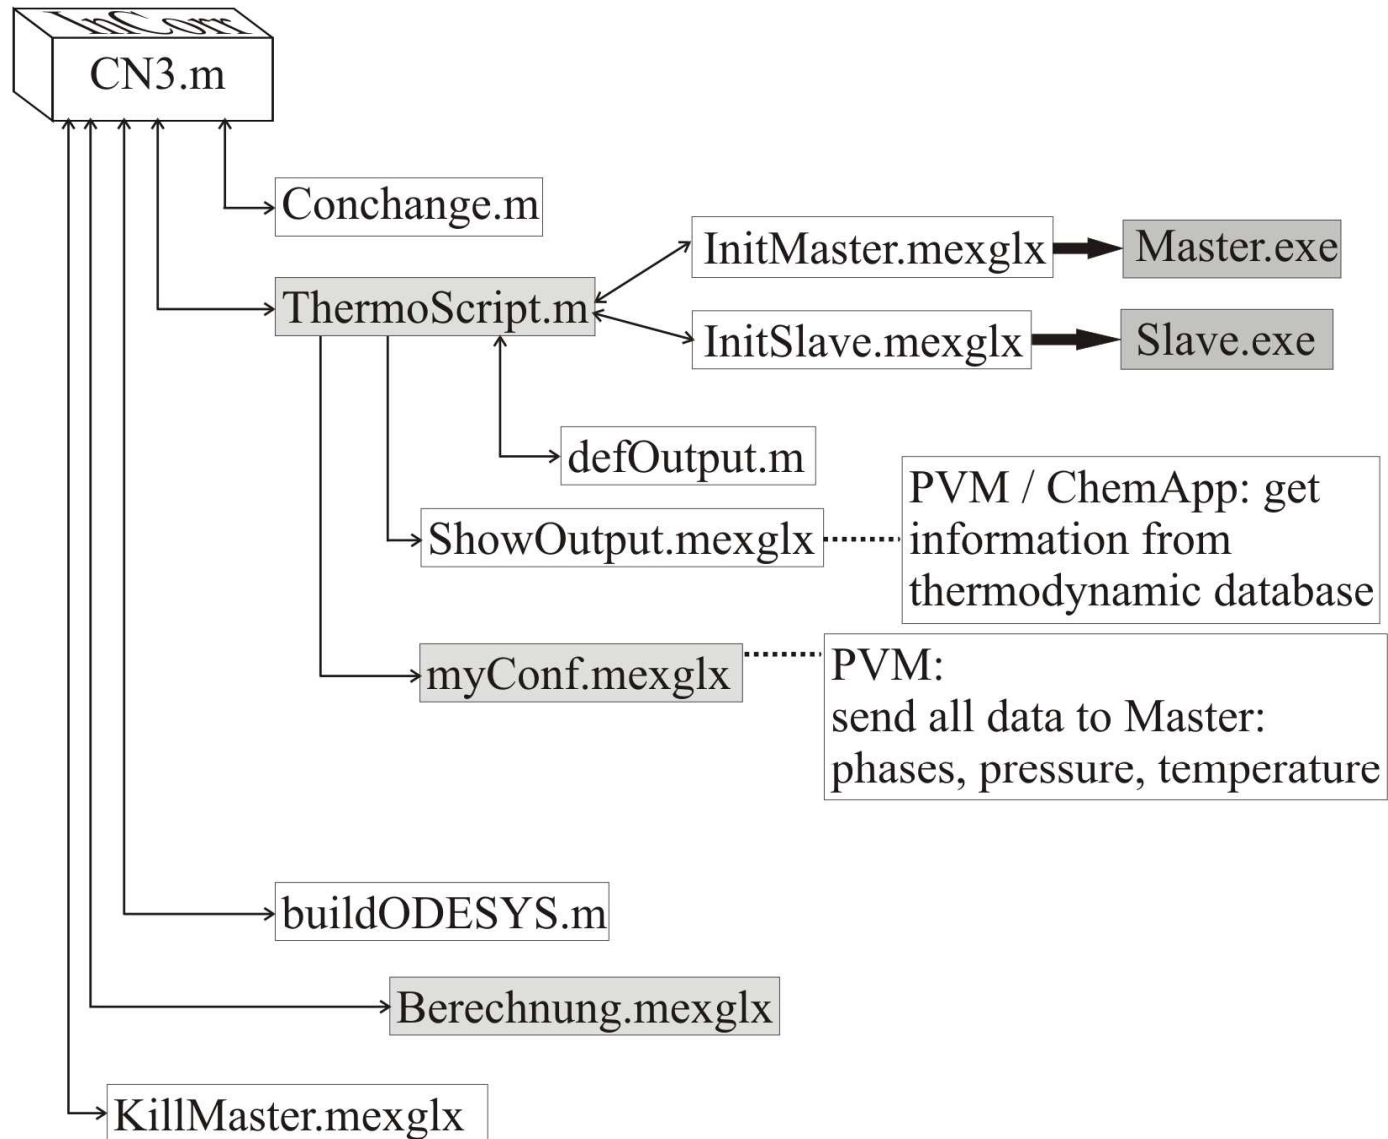 InCorr
CN3.m
Conchange.m
InitMaster.mexglx
Master.exe
ThermoScript.m
InitSlave.mexglx
Slave.exe
defOutput.m
ShowOutput.mexglx
PVM / ChemApp: get
information from
thermodynamic database
myConf.mexglx
PVM:
send all data to Master:
phases, pressure, temperature
buildODESYS.m
Berechnung.mexglx
KillMaster.mexglx